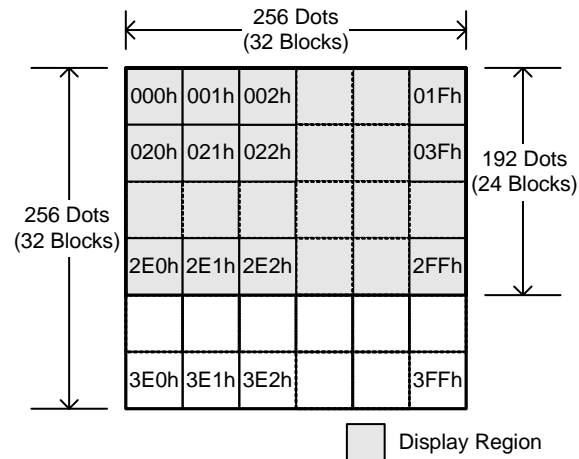 256 Dots
(32 Blocks)
000h 001h 002h 01Fh
020h 021h 022h 03Fh
192 Dots
(24 Blocks)
256 Dots
(32 Blocks)
2E0h 2E1h 2E2h 2FFh
3E0h 3E1h 3E2h 3FFh
Display Region